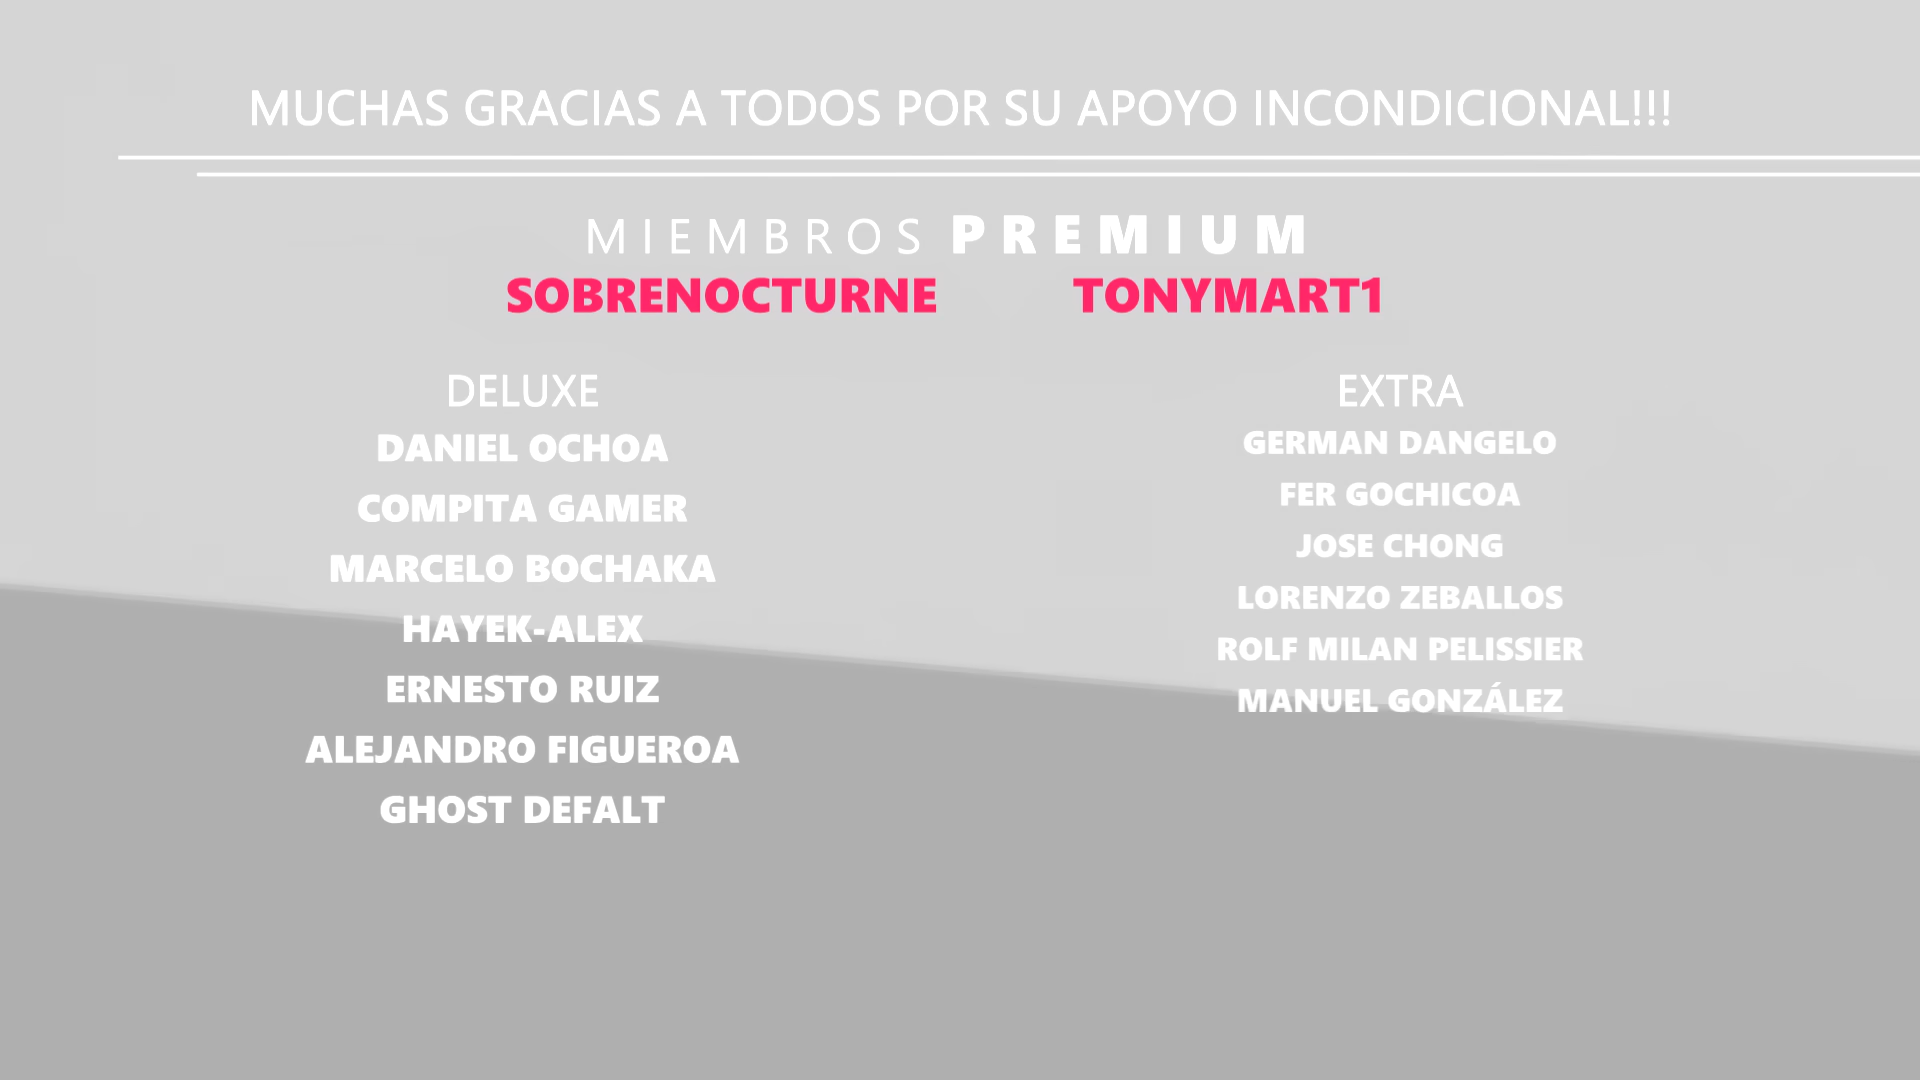 MUCHAS GRACIAS A TODOS POR SU APOYO INCONDICIONAL!!!
MIEMBROS PREMIUM
SOBRENOCTURNE TONYMART1
DELUXE
DANIEL OCHOA
COMPITA GAMER
MARCELO BOCHAKA
HAYEK-ALEX
ERNESTO RUIZ
ALEJANDRO FIGUEROA
GHOST DEFALT
EXTRA
GERMAN DANGELO
FER GOCHICOA
JOSE CHONG
LORENZO ZEBALLOS
ROLF MILAN PELISSIER
MANUEL GONZÁLEZ